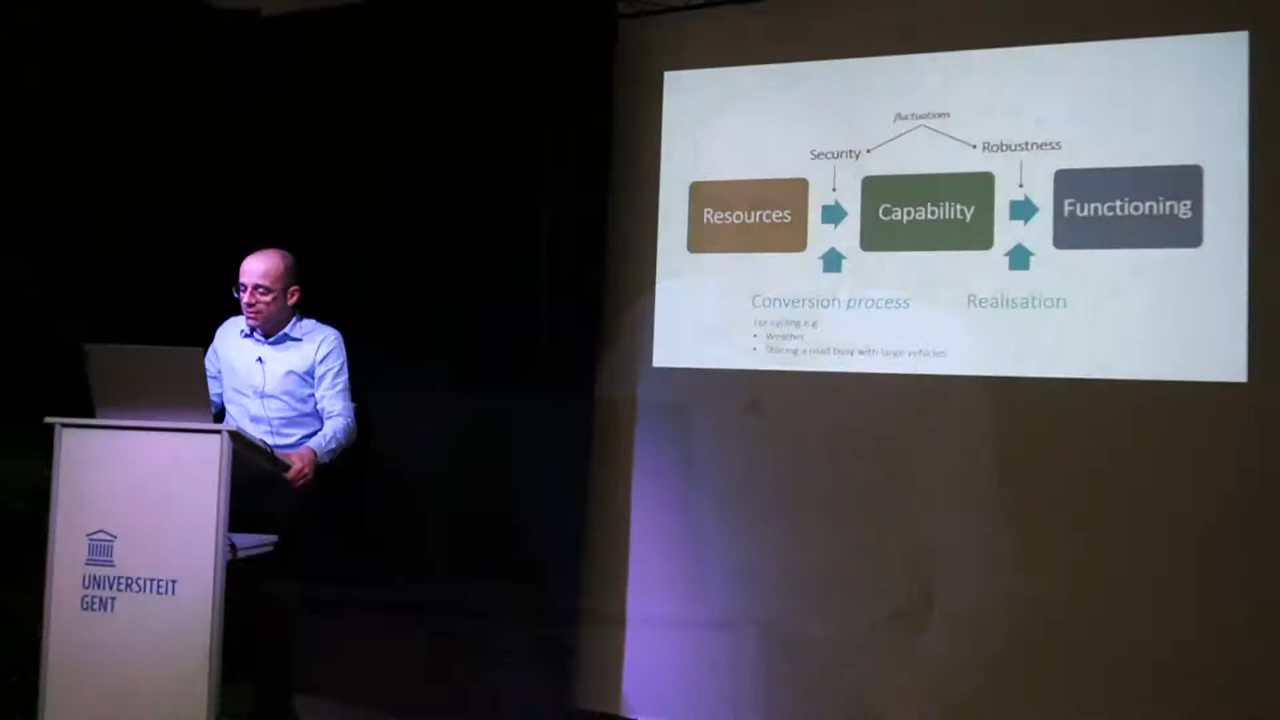 fluctuations
Security
Robustness
Resources
Capability
Functioning
Conversion process
Realisation
For cycling e.g
• Weather
• Sharing a road busy with large vehicles
UNIVERSITEIT
GENT